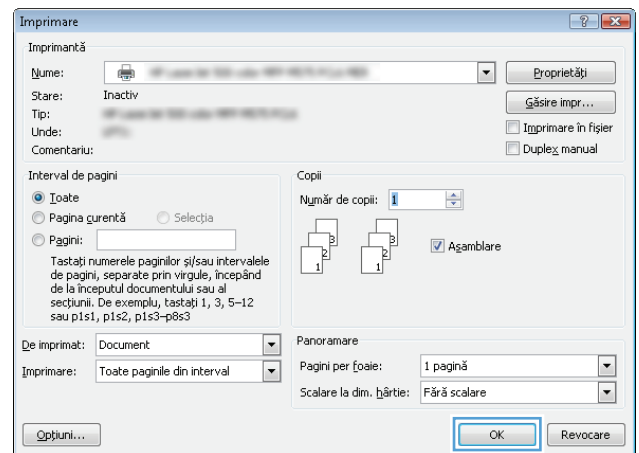 Imprimare
Imprimantă
Nume:
Proprietăți
Stare: Inactiv
Găsire impr...
Tip:
Unde:
Imprimare în fișier
Comentariu:
Duplex manual
Interval de pagini
Toate
Pagina curentă Selecția
Pagini:
Tastați numerele paginilor și/sau intervalele
de pagini, separate prin virgule, începând
de la începutul documentului sau al
secțiunii. De exemplu, tastați 1, 3, 5–12
sau p1s1, p1s2, p1s3–p8s3
Copii
Număr de copii: 1
3 3
2 2
1 1
Asamblare
De imprimat: Document
Imprimare: Toate paginile din interval
Panoramare
Pagini per foaie: 1 pagină
Scalare la dim. hârtie: Fără scalare
Opțiuni...
OK
Revocare